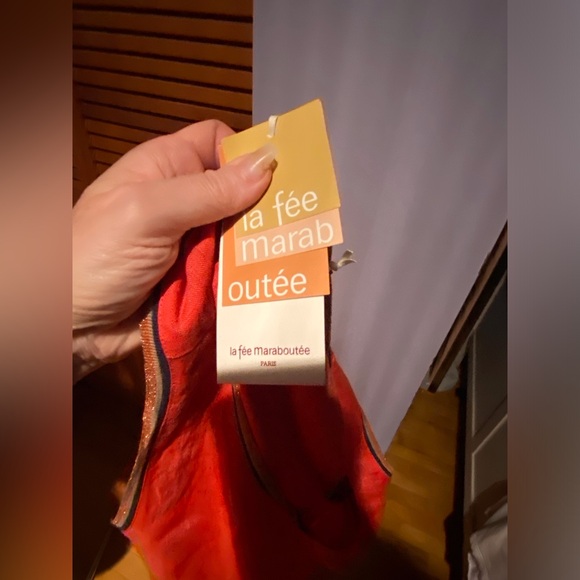 la fée
marab
outée
la fée maraboutée
PARIS